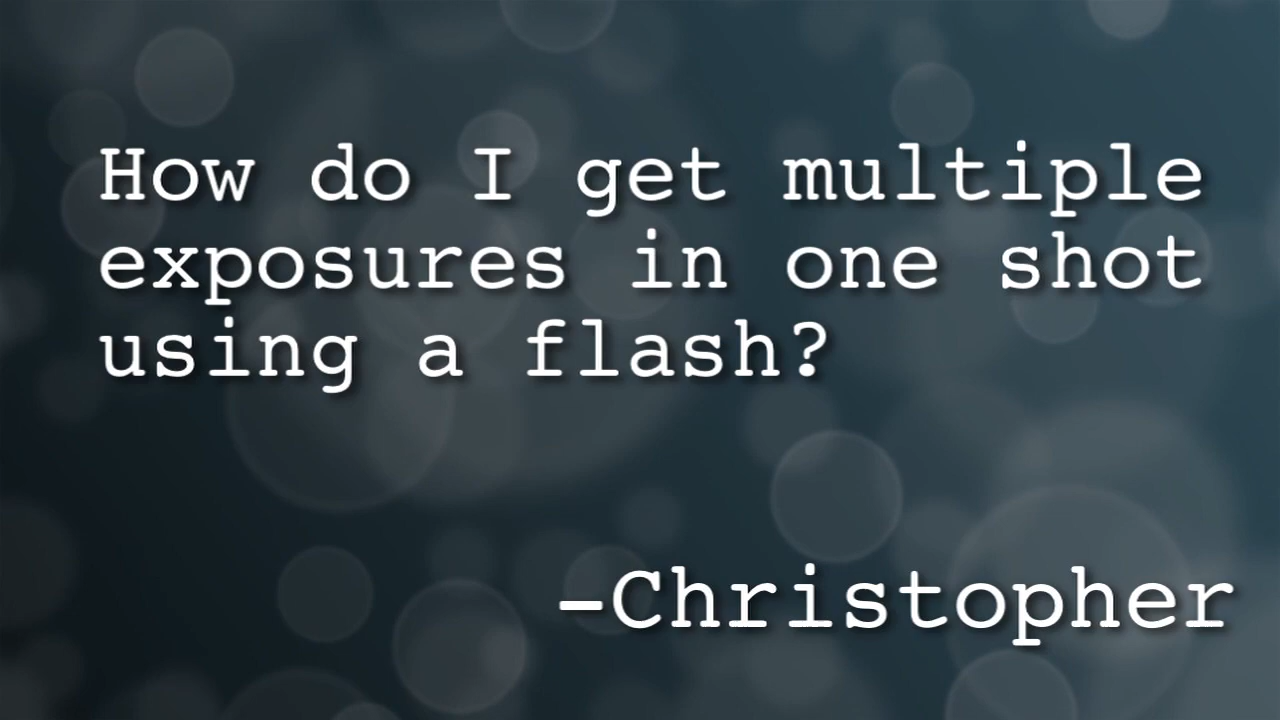 How do I get multiple
exposures in one shot
using a flash?
-Christopher